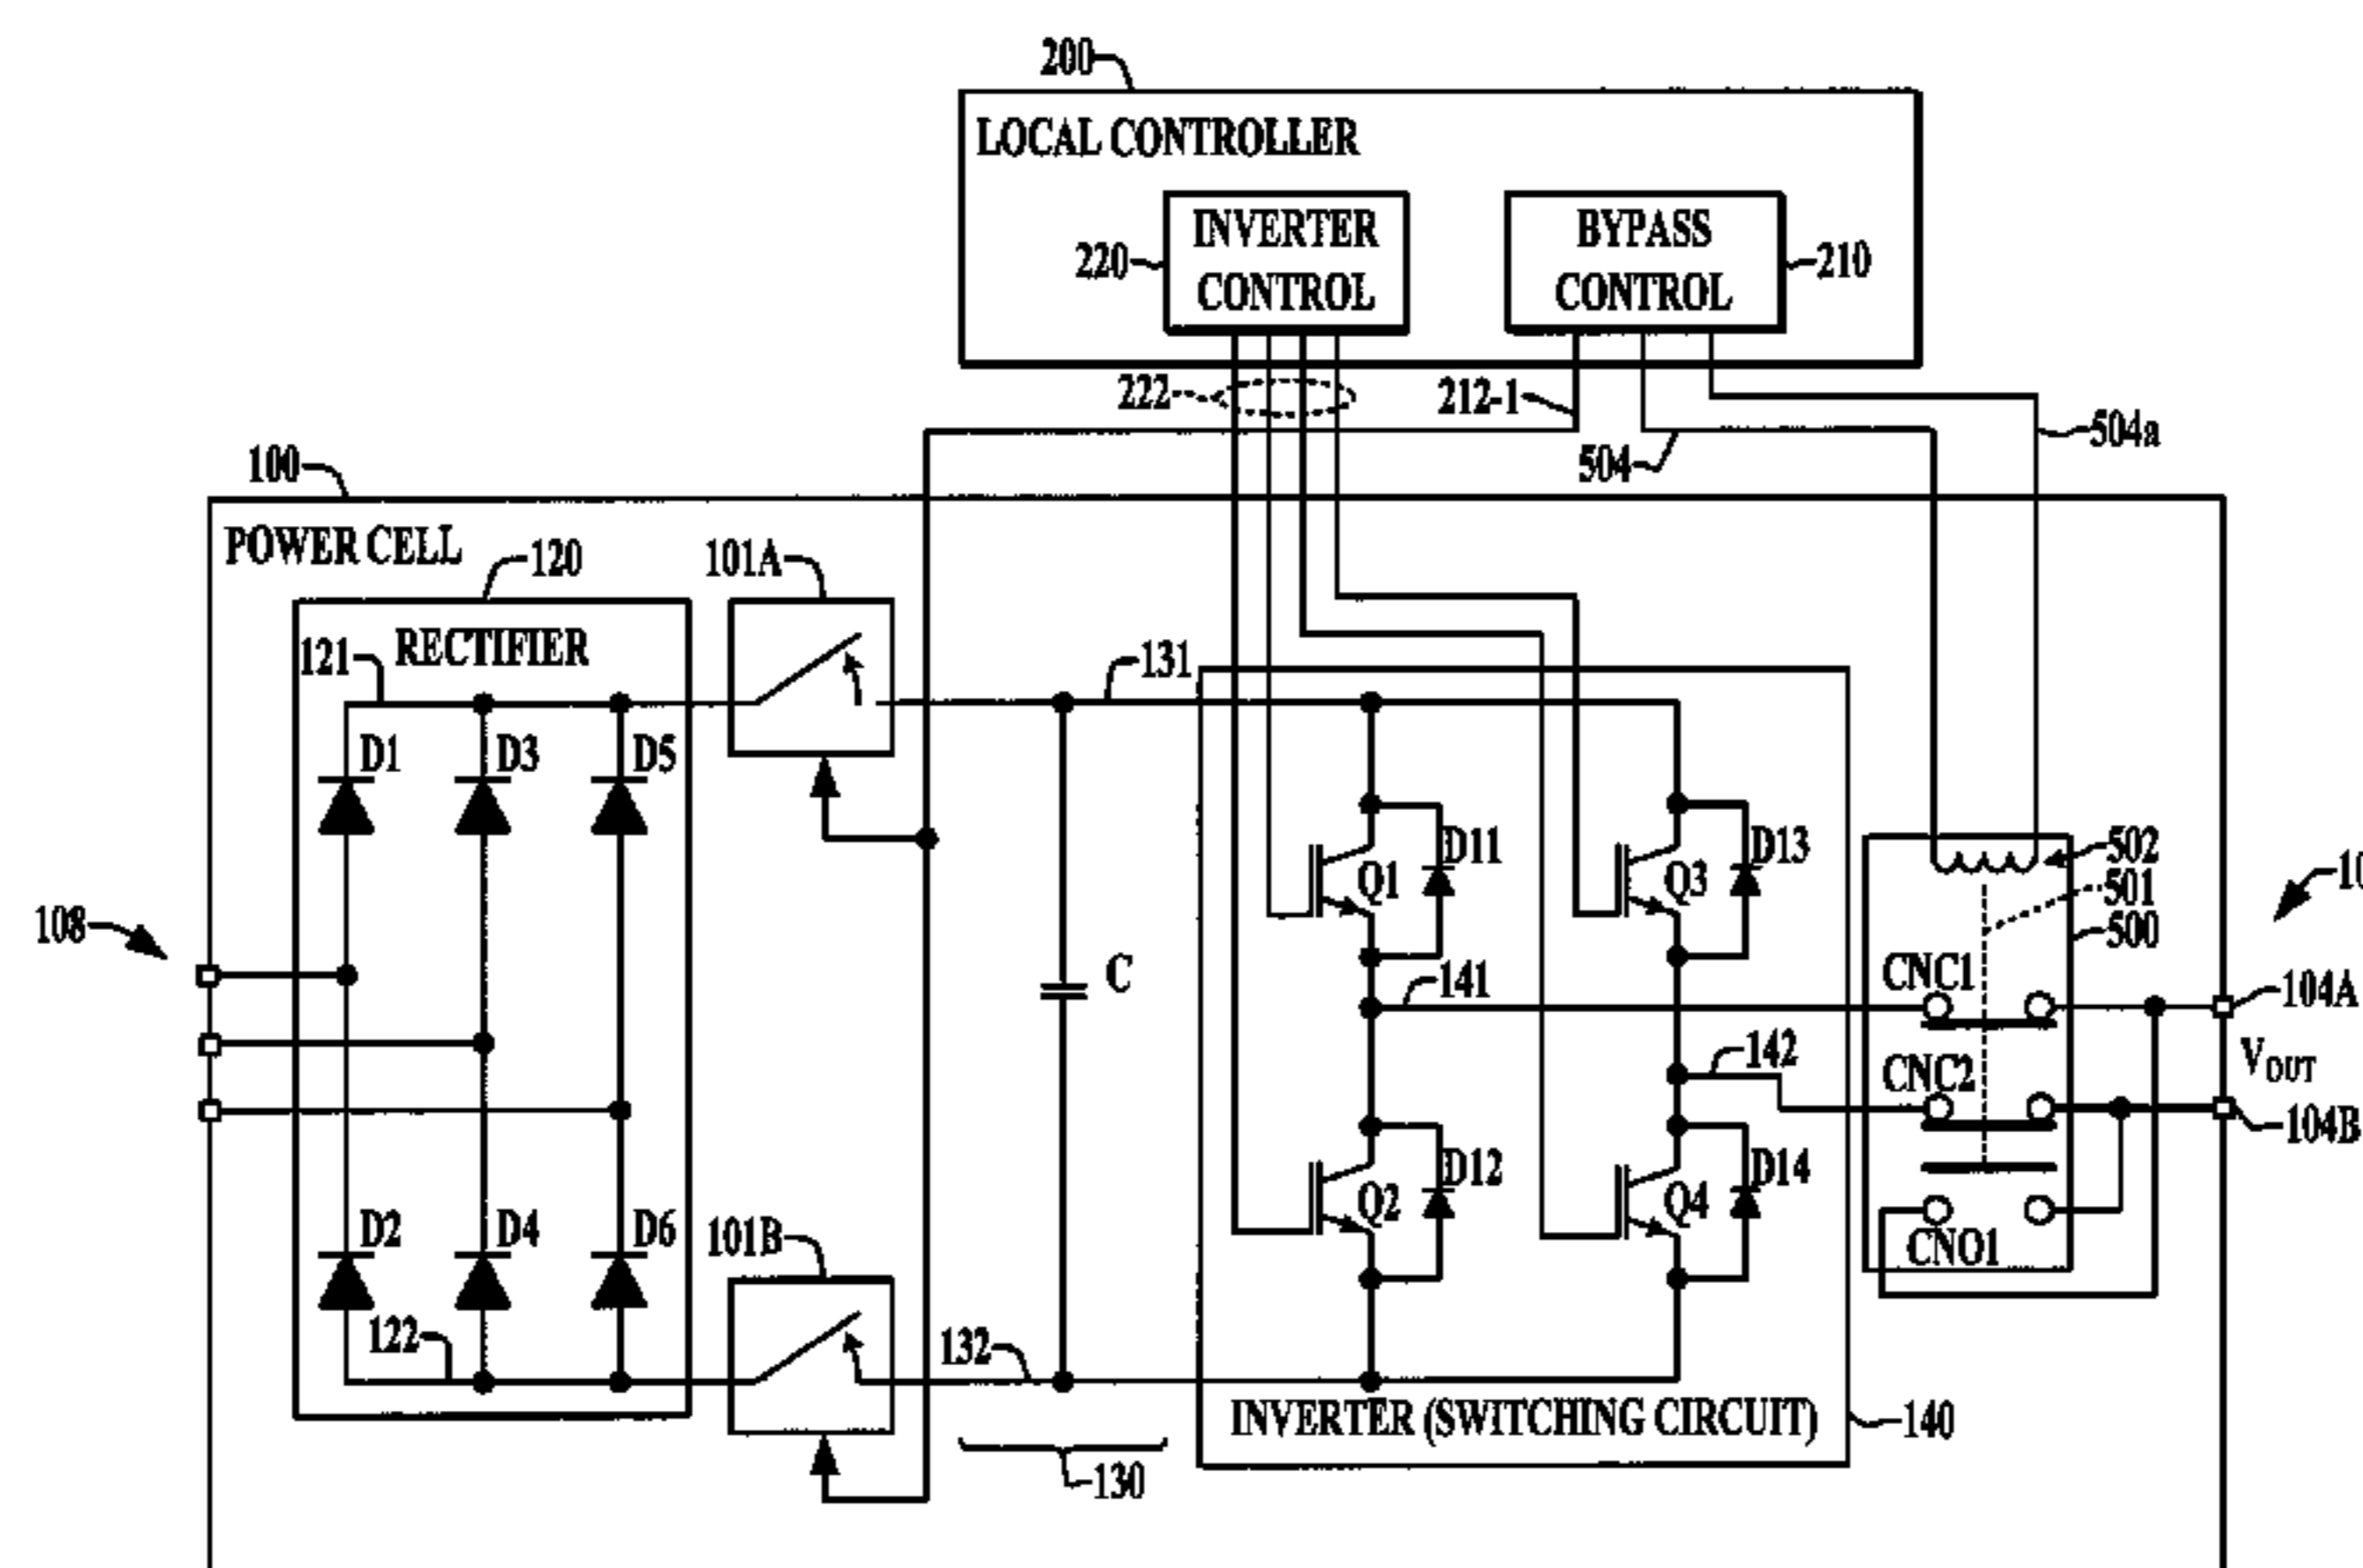 200
LOCAL CONTROLLER
INVERTER
CONTROL
220
BYPASS
CONTROL
210
222
212-1
504
504a
100
POWER CELL
120
RECTIFIER
121
101A
131
D1
D3
D5
D11
Q1
D13
Q3
502
501
500
108
C
141
CNC1
104A
142
CNC2
VOUT
104B
D12
Q2
D14
Q4
CNO1
D2
D4
D6
101B
122
132
INVERTER (SWITCHING CIRCUIT)
140
130